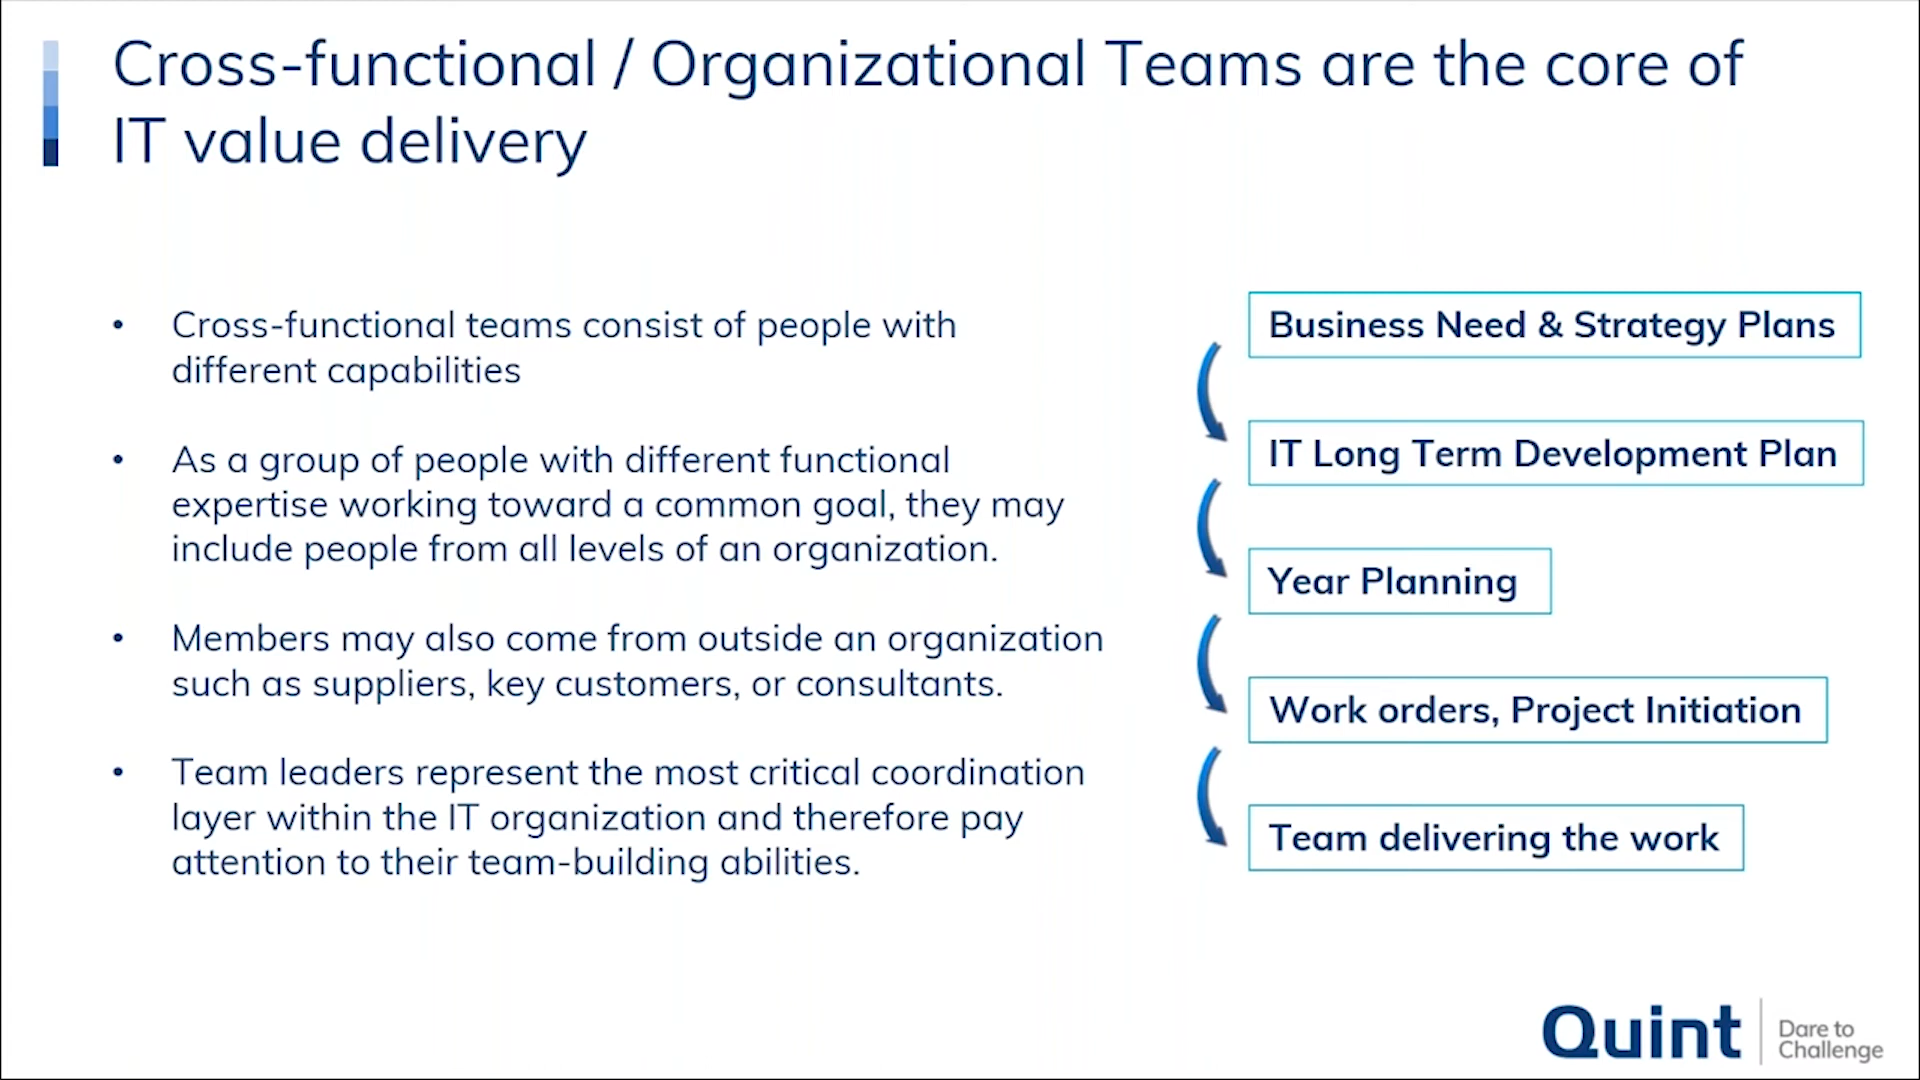 Cross-functional / Organizational Teams are the core of
IT value delivery
• Cross-functional teams consist of people with
different capabilities
• As a group of people with different functional
expertise working toward a common goal, they may
include people from all levels of an organization.
• Members may also come from outside an organization
such as suppliers, key customers, or consultants.
• Team leaders represent the most critical coordination
layer within the IT organization and therefore pay
attention to their team-building abilities.
Business Need & Strategy Plans
IT Long Term Development Plan
Year Planning
Work orders, Project Initiation
Team delivering the work
Quint
Dare to
Challenge